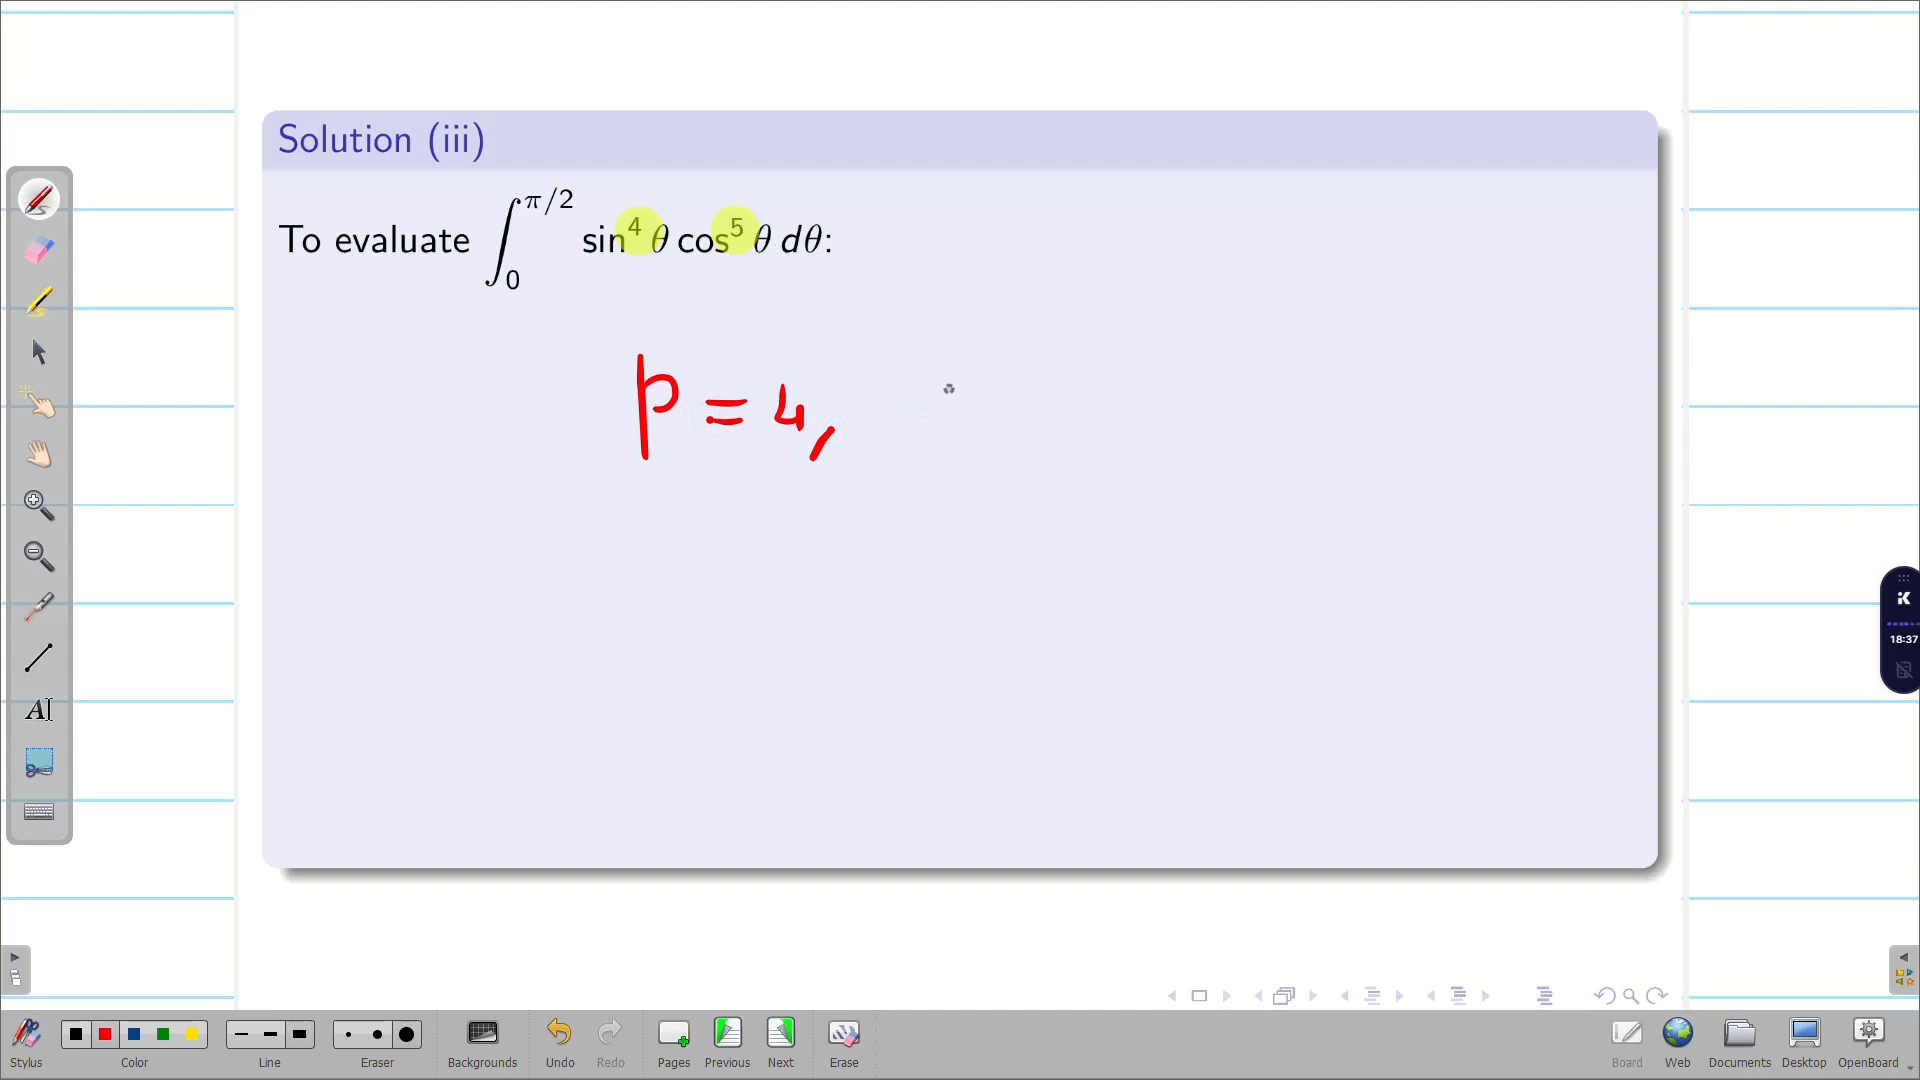 Solution (iii)
To evaluate ∫₀^{π/2} sin⁴ θ cos⁵ θ dθ:
p = 4,
18:37
Stylus Color Line Eraser Backgrounds Undo Redo Pages Previous Next Erase Board Web Documents Desktop OpenBoard